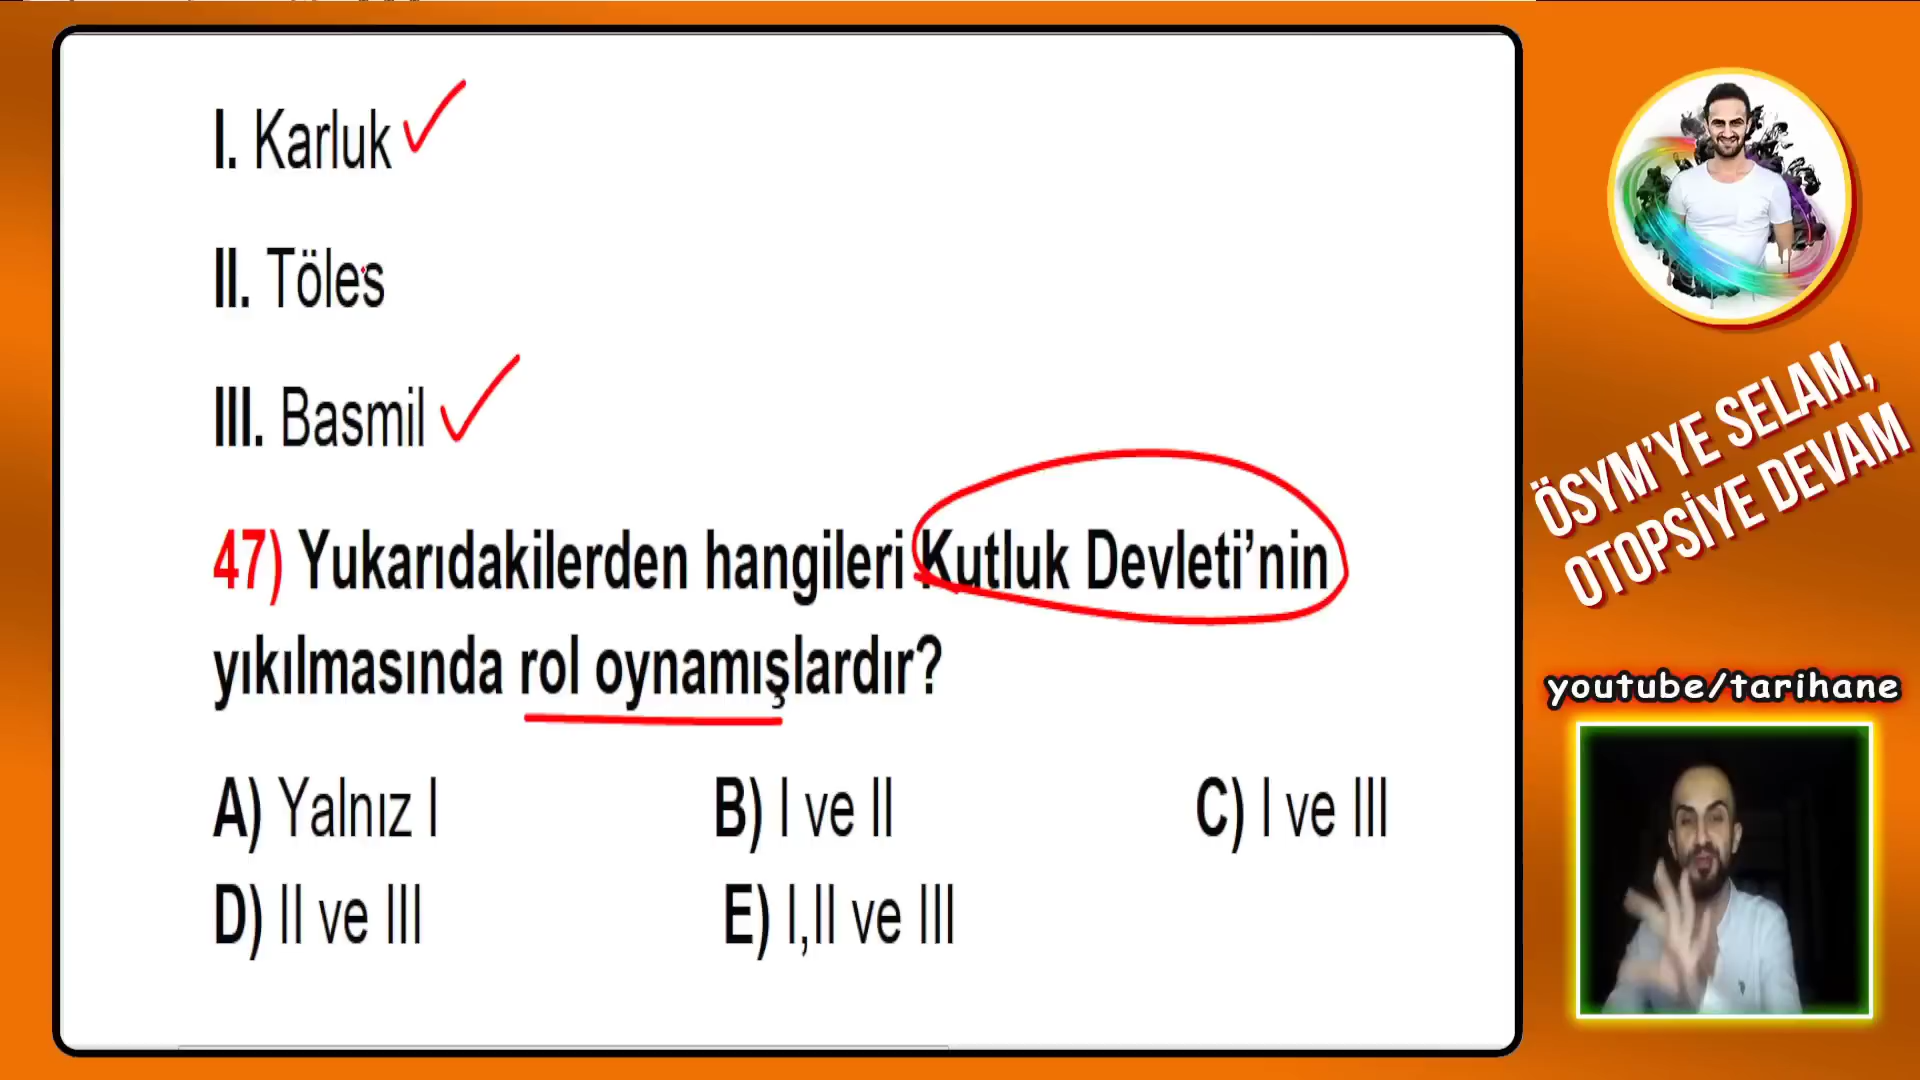 I. Karluk
II. Töles
III. Basmil
47) Yukarıdakilerden hangileri Kutluk Devleti'nin
yıkılmasında rol oynamışlardır?
A) Yalnız I
B) I ve II
C) I ve III
D) II ve III
E) I,II ve III
ÖSYM'YE SELAM,
OTOPSİYE DEVAM
youtube/tarihane